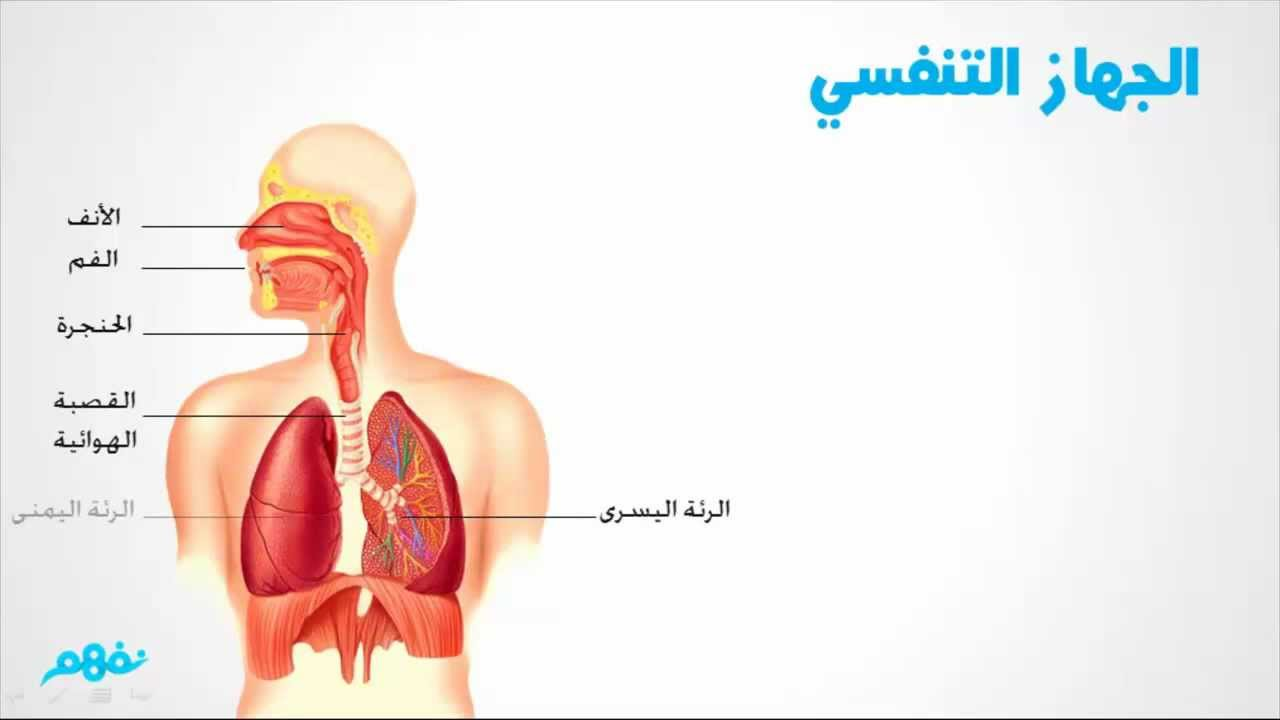 الجهاز التنفسي
الأنف
الفم
الحنجرة
القصبة
الهوائية
الرئة اليمنى
الرئة اليسرى
نفهم